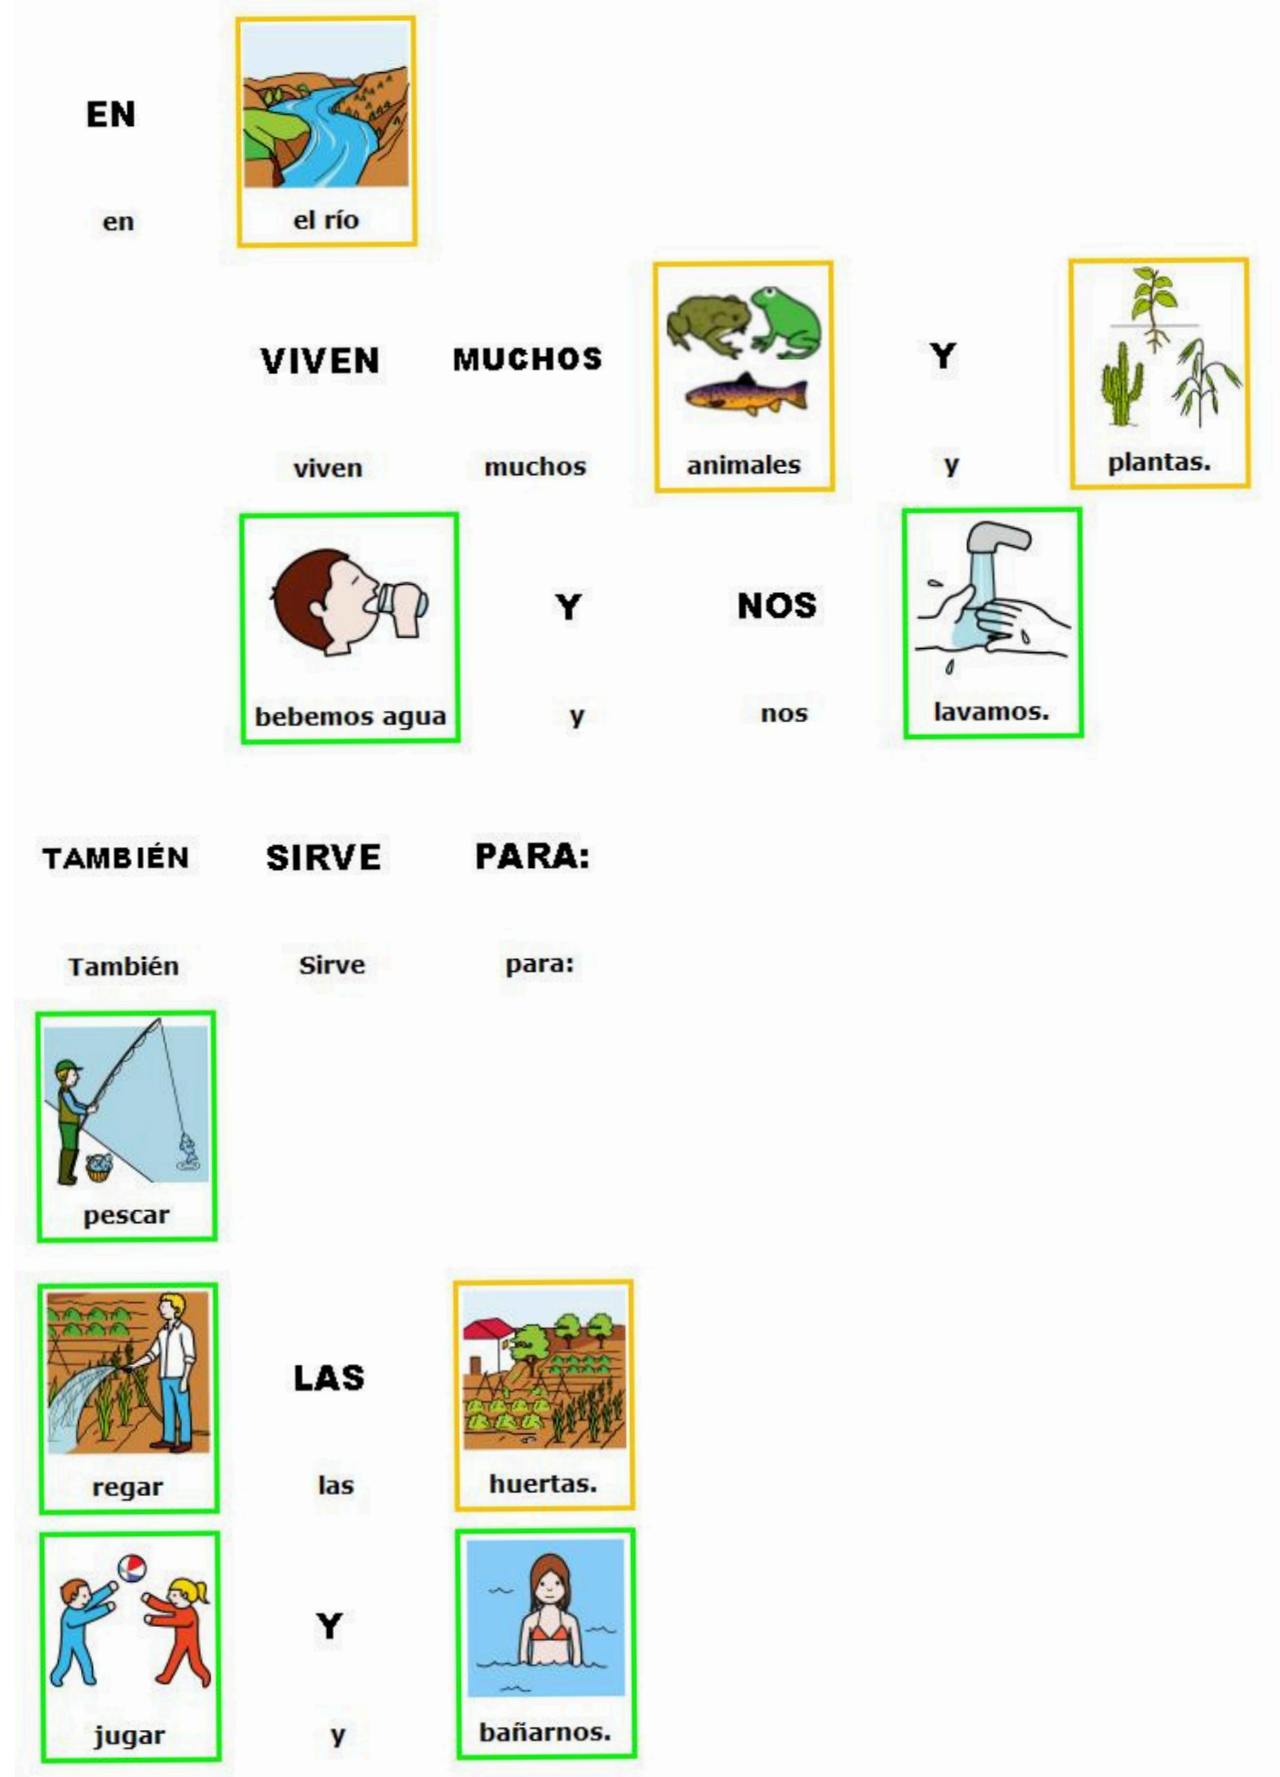 EN
en el río
VIVEN MUCHOS Y
viven muchos animales y plantas.
Y NOS
bebemos agua y nos lavamos.
TAMBIÉN SIRVE PARA:
También Sirve para:
pescar
LAS
regar las huertas.
Y
jugar y bañarnos.